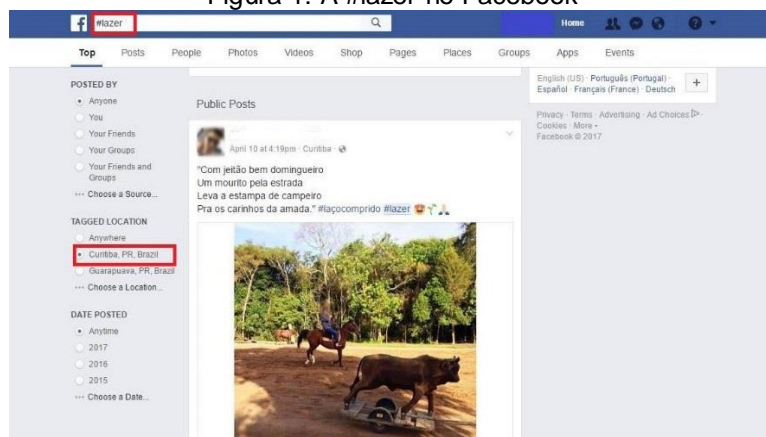 Figura 1: A #lazer no Facebook
f #lazer Home
Top Posts People Photos Videos Shop Pages Places Groups Apps Events
POSTED BY
Anyone
You
Your Friends
Your Groups
Your Friends and
Groups
Choose a Source...
TAGGED LOCATION
Anywhere
Curitiba, PR, Brazil
Guarapuava, PR, Brazil
Choose a Location...
DATE POSTED
Anytime
2017
2016
2015
Choose a Date...
Public Posts
April 10 at 4:19pm · Curitiba ·
"Com jeitão bem domingueiro
Um mourito pela estrada
Leva a estampa de campeiro
Pra os carinhos da amada." #laçocomprido #lazer
English (US) · Português (Portugal) ·
Español · Français (France) · Deutsch
+
Privacy · Terms · Advertising · Ad Choices ·
Cookies · More
Facebook © 2017